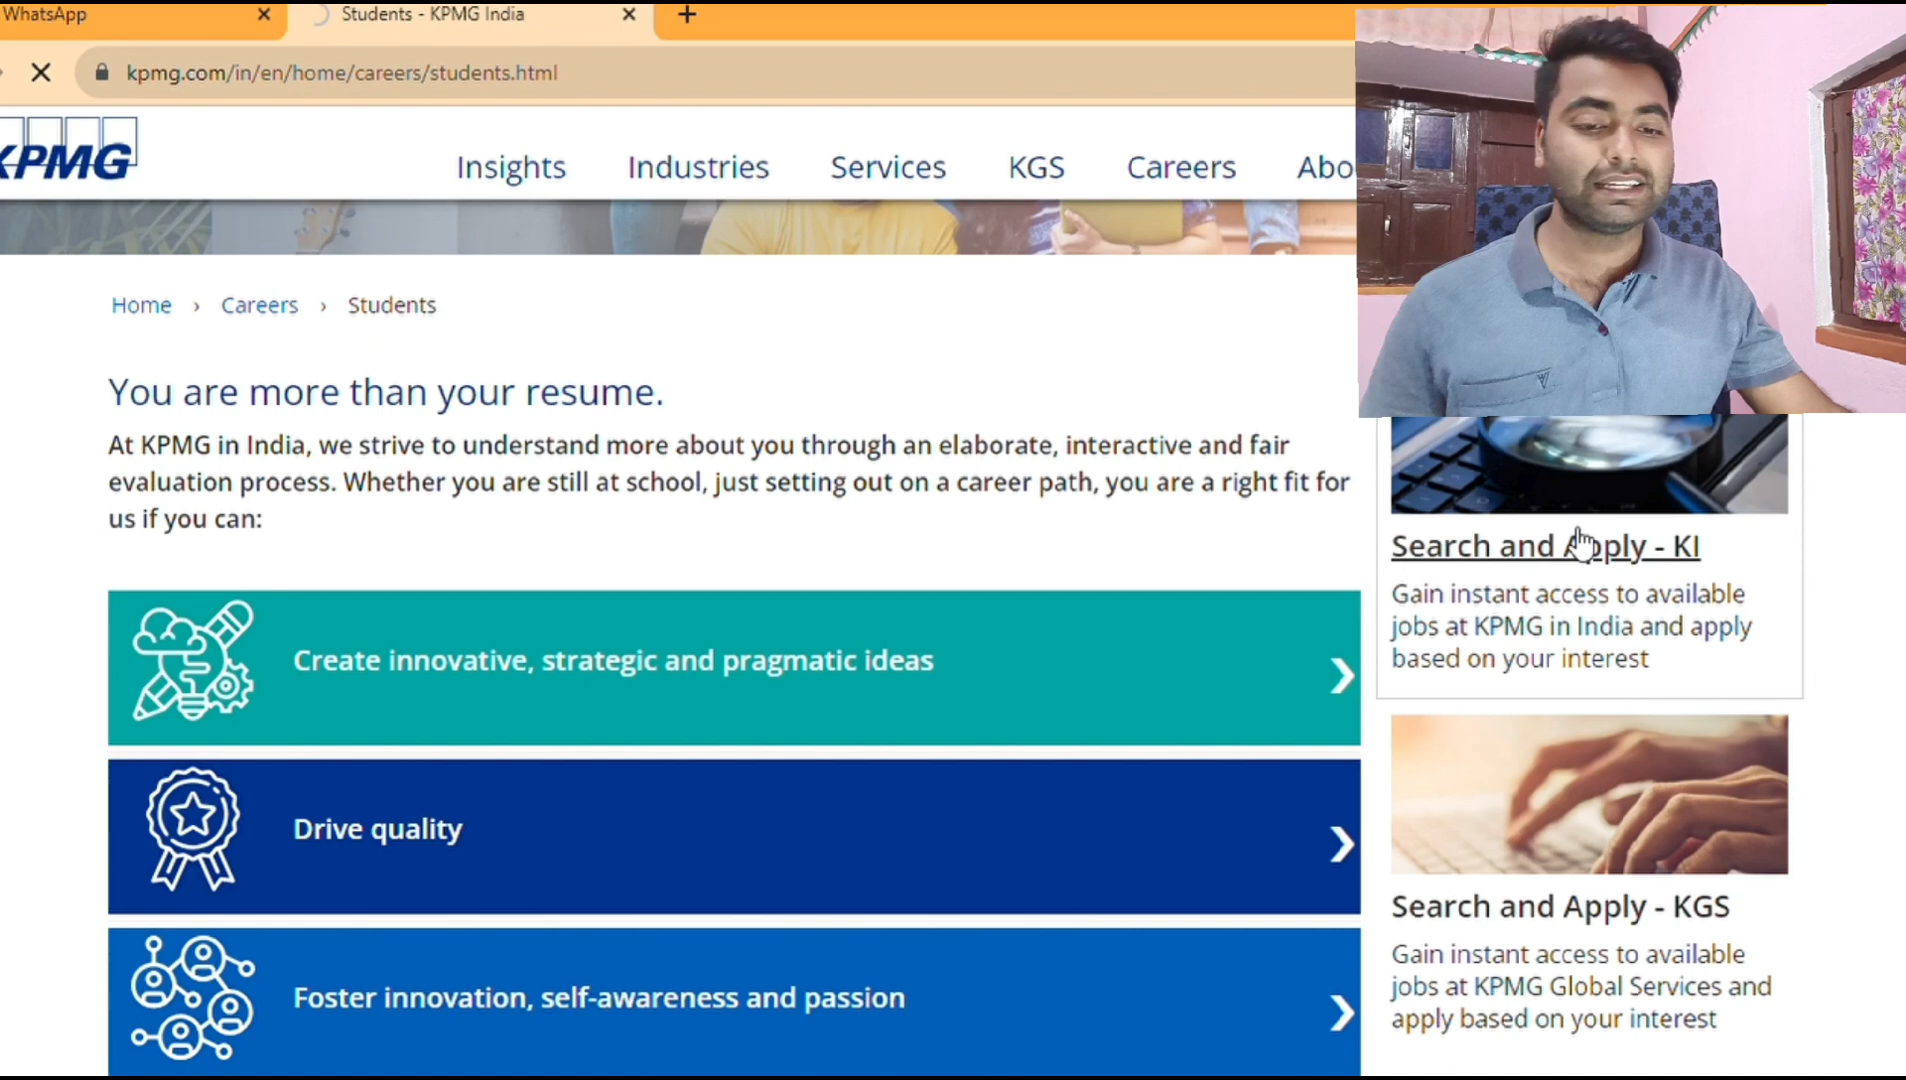 WhatsApp
Students - KPMG India
kpmg.com/in/en/home/careers/students.html
KPMG
Insights Industries Services KGS Careers Abo
Home › Careers › Students
You are more than your resume.
At KPMG in India, we strive to understand more about you through an elaborate, interactive and fair
evaluation process. Whether you are still at school, just setting out on a career path, you are a right fit for
us if you can:
Create innovative, strategic and pragmatic ideas
Drive quality
Foster innovation, self-awareness and passion
Search and Apply - KI
Gain instant access to available
jobs at KPMG in India and apply
based on your interest
Search and Apply - KGS
Gain instant access to available
jobs at KPMG Global Services and
apply based on your interest